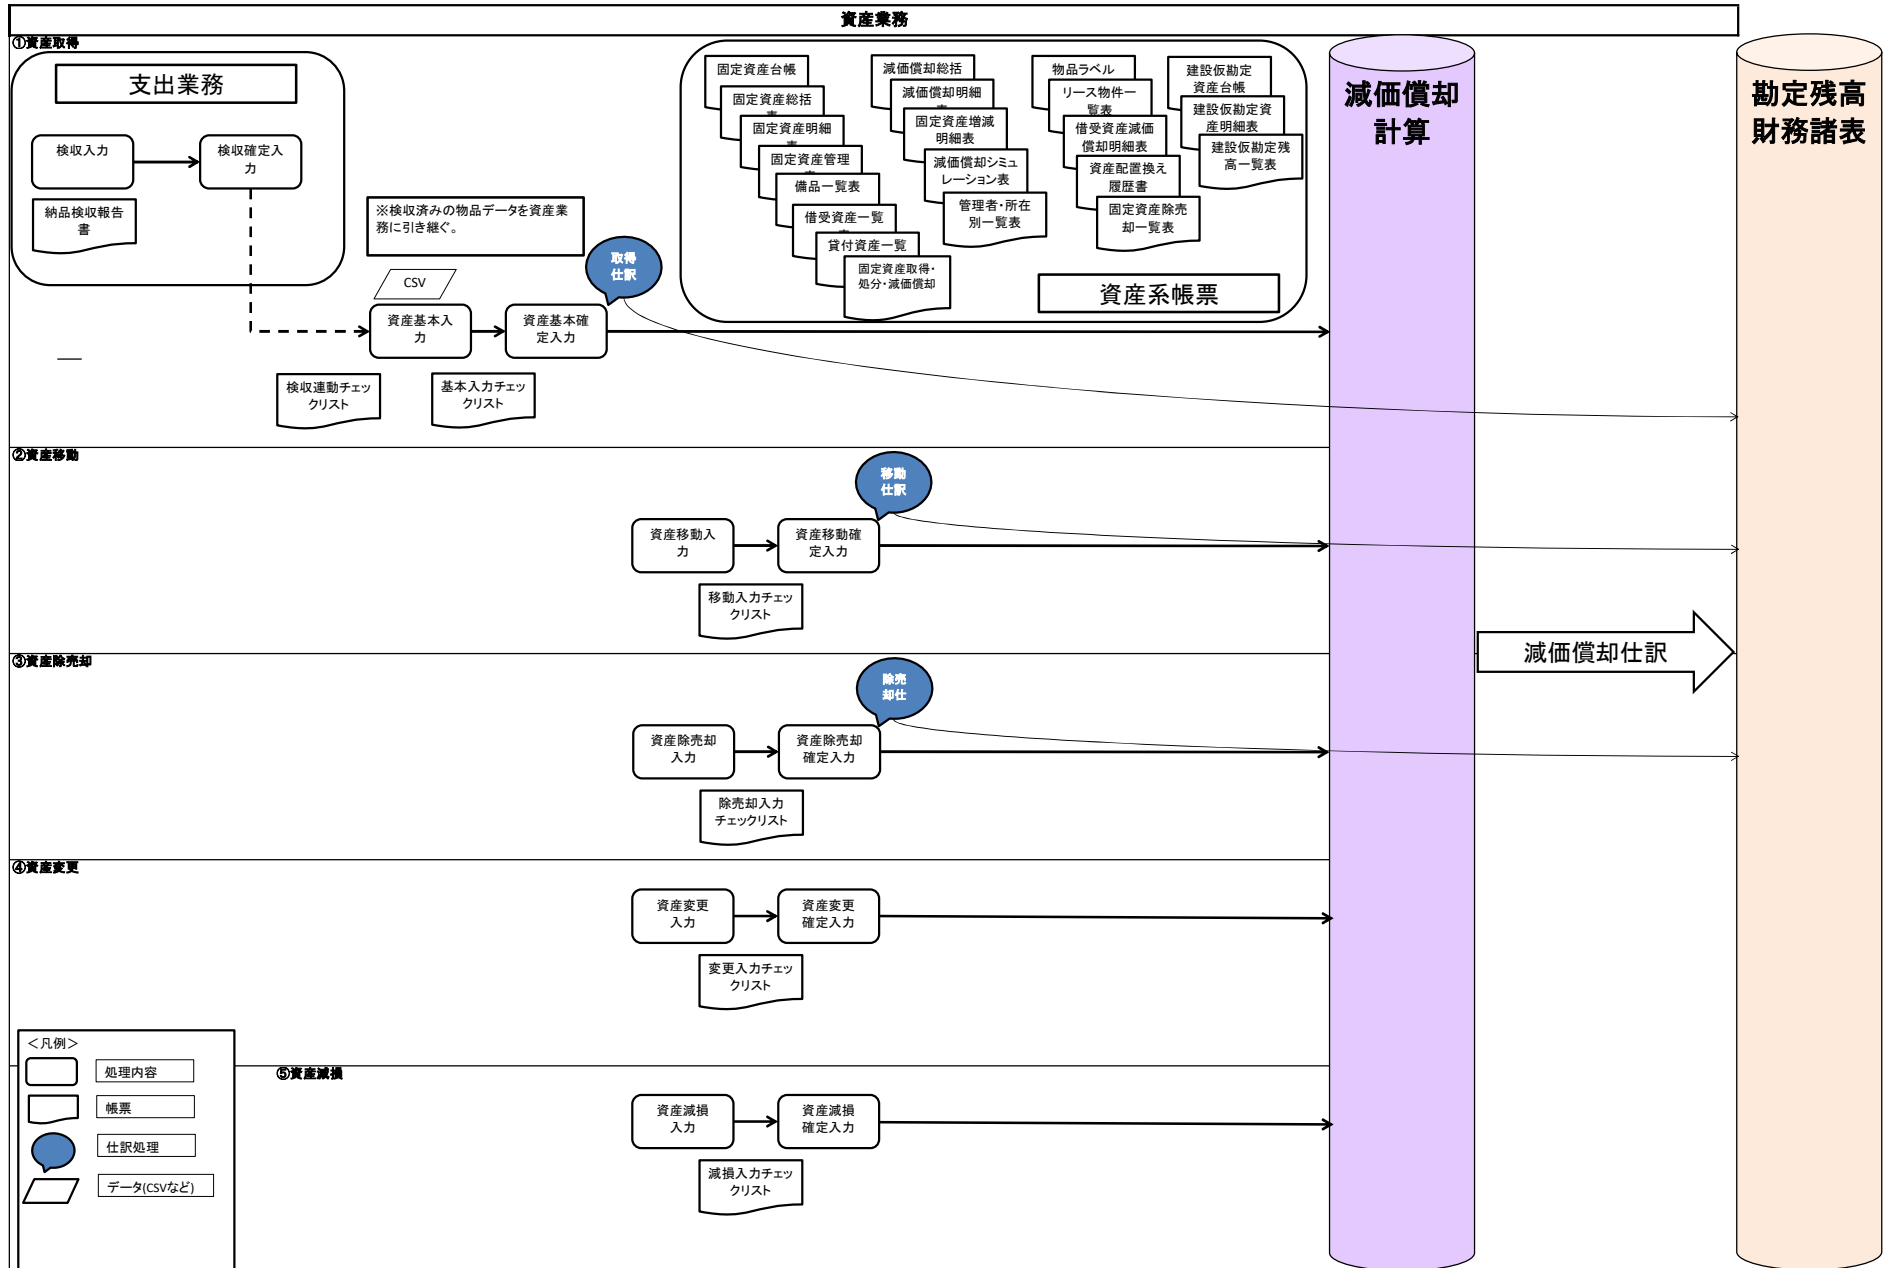 資産業務
①資産取得
支出業務
検収入力
検収確定入
力
納品検収報告
書
※検収済みの物品データを資産業
務に引き継ぐ。
CSV
取得
仕訳
資産基本入
力
資産基本確
定入力
検収連動チェッ
クリスト
基本入力チェッ
クリスト
固定資産台帳
固定資産総括
固定資産明細
固定資産管理
備品一覧表
借受資産一覧
貸付資産一覧
固定資産取得・
処分・減価償却
減価償却総括
減価償却明細
固定資産増減
明細表
減価償却シミュ
レーション表
管理者・所在
別一覧表
物品ラベル
リース物件一
覧表
借受資産減価
償却明細表
資産配置換え
履歴書
固定資産除売
却一覧表
建設仮勘定
資産台帳
建設仮勘定資
産明細表
建設仮勘定残
高一覧表
資産系帳票
減価償却
計算
勘定残高
財務諸表
②資産移動
移動
仕訳
資産移動入
力
資産移動確
定入力
移動入力チェッ
クリスト
減価償却仕訳
③資産除売却
除売
却仕
資産除売却
入力
資産除売却
確定入力
除売却入力
チェックリスト
④資産変更
資産変更
入力
資産変更
確定入力
変更入力チェッ
クリスト
⑤資産減損
資産減損
入力
資産減損
確定入力
減損入力チェッ
クリスト
＜凡例＞
処理内容
帳票
仕訳処理
データ(CSVなど)